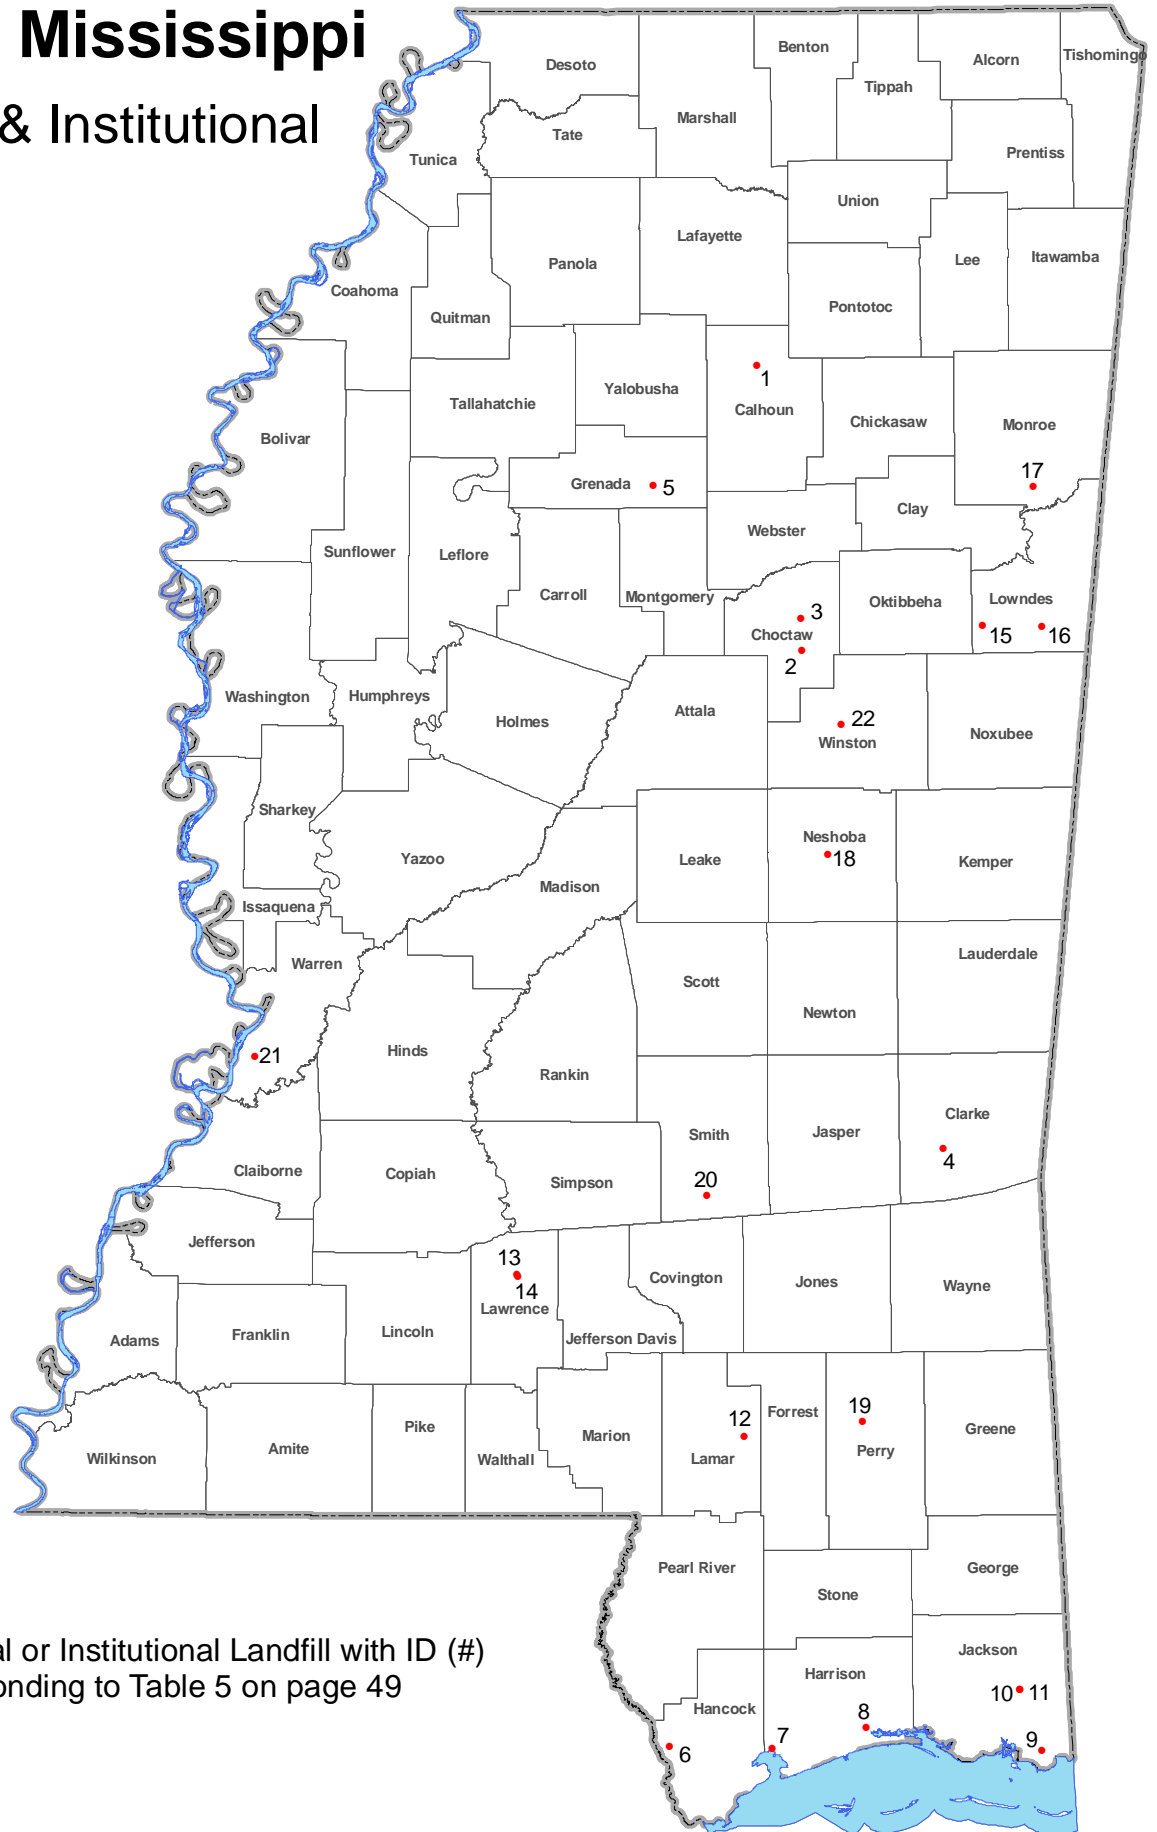 Mississippi
& Institutional
Desoto
Benton
Alcorn
Tishomingo
Tippah
Marshall
Tate
Tunica
Prentiss
Union
Lafayette
Panola
Lee
Itawamba
Coahoma
Quitman
Pontotoc
1
Yalobusha
Tallahatchie
Calhoun
Chickasaw
Monroe
Bolivar
17
Grenada
5
Clay
Webster
Sunflower
Leflore
Carroll
Montgomery
Oktibbeha
Lowndes
3
Choctaw
15
16
2
Washington
Humphreys
Attala
Holmes
22
Winston
Noxubee
Sharkey
Neshoba
18
Yazoo
Leake
Kemper
Madison
Issaquena
Warren
Lauderdale
Scott
Newton
21
Hinds
Rankin
Clarke
Smith
Jasper
4
Claiborne
Copiah
Simpson
20
Jefferson
13
14
Lawrence
Covington
Jones
Wayne
Adams
Franklin
Lincoln
Jefferson Davis
12
19
Forrest
Pike
Marion
Greene
Wilkinson
Amite
Walthall
Lamar
Perry
Pearl River
George
Stone
al or Institutional Landfill with ID (#)
onding to Table 5 on page 49
Jackson
Harrison
10 11
Hancock
8
7
9
6